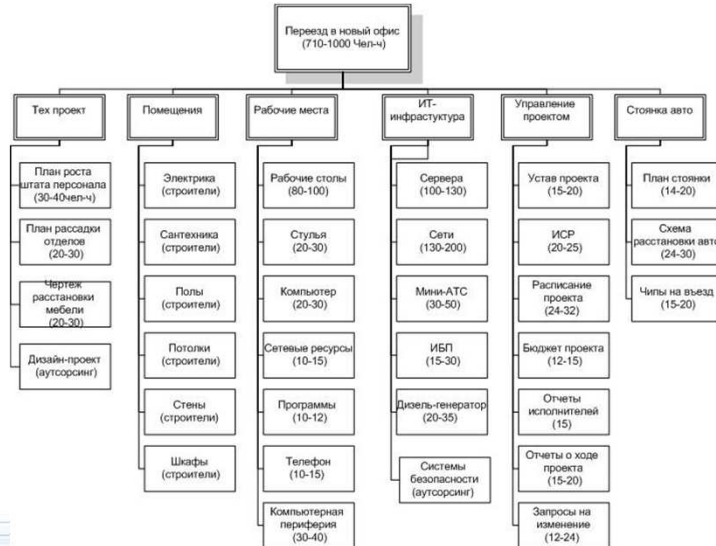 Переезд в новый офис
(710-1000 Чел-ч)
Тех проект
Помещения
Рабочие места
ИТ-
инфрастуктура
Управление
проектом
Стоянка авто
План роста
штата персонала
(30-40чел-ч)
План рассадки
отделов
(20-30)
Чертеж
расстановки
мебели
(20-30)
Дизайн-проект
(аутсорсинг)
Электрика
(строители)
Сантехника
(строители)
Полы
(строители)
Потолки
(строители)
Стены
(строители)
Шкафы
(строители)
Рабочие столы
(80-100)
Стулья
(20-30)
Компьютер
(20-30)
Сетевые ресурсы
(10-15)
Программы
(10-12)
Телефон
(10-15)
Компьютерная
периферия
(30-40)
Сервера
(100-130)
Сети
(130-200)
Мини-АТС
(30-50)
ИБП
(15-30)
Дизель-генератор
(20-35)
Системы
безопасности
(аутсорсинг)
Устав проекта
(15-20)
ИСР
(20-25)
Расписание
проекта
(24-32)
Бюджет проекта
(12-15)
Отчеты
исполнителей
(15)
Отчеты о ходе
проекта
(15-20)
Запросы на
изменение
(12-24)
План стоянки
(14-20)
Схема
расстановки авто
(24-30)
Чипы на въезд
(15-20)